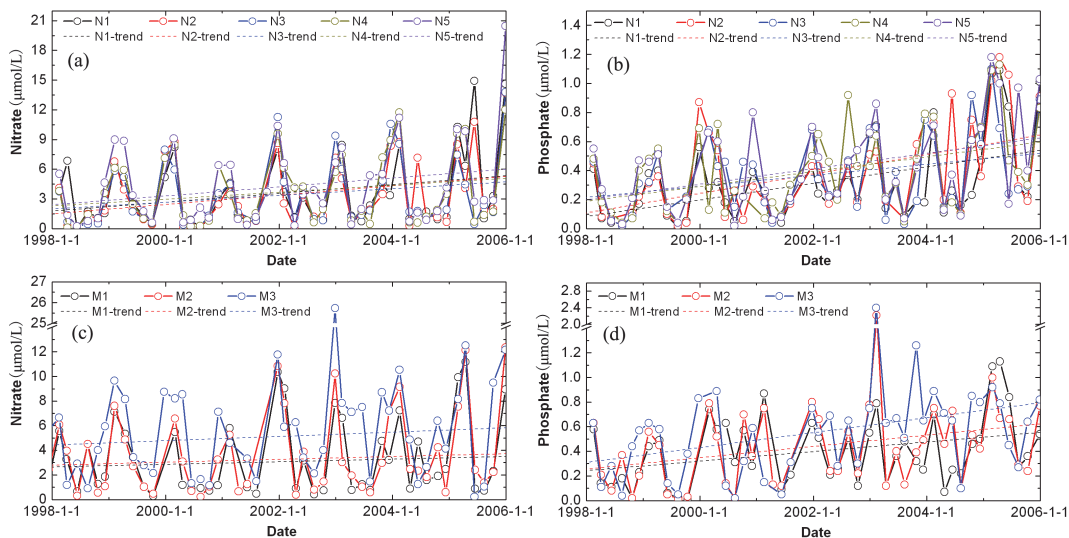 (a)
Nitrate (μmol/L)
21
18
15
12
9
6
3
0
N1 N2 N3 N4 N5
N1-trend N2-trend N3-trend N4-trend N5-trend
1998-1-1 2000-1-1 2002-1-1 2004-1-1 2006-1-1
Date
(b)
Phosphate (μmol/L)
1.4
1.2
1.0
0.8
0.6
0.4
0.2
0.0
N1 N2 N3 N4 N5
N1-trend N2-trend N3-trend N4-trend N5-trend
1998-1-1 2000-1-1 2002-1-1 2004-1-1 2006-1-1
Date
(c)
Nitrate (μmol/L)
27
26
25
14
12
10
8
6
4
2
0
M1 M2 M3
M1-trend M2-trend M3-trend
1998-1-1 2000-1-1 2002-1-1 2004-1-1 2006-1-1
Date
(d)
Phosphate (μmol/L)
2.8
2.4
2.0
1.2
1.0
0.8
0.6
0.4
0.2
0.0
M1 M2 M3
M1-trend M2-trend M3-trend
1998-1-1 2000-1-1 2002-1-1 2004-1-1 2006-1-1
Date